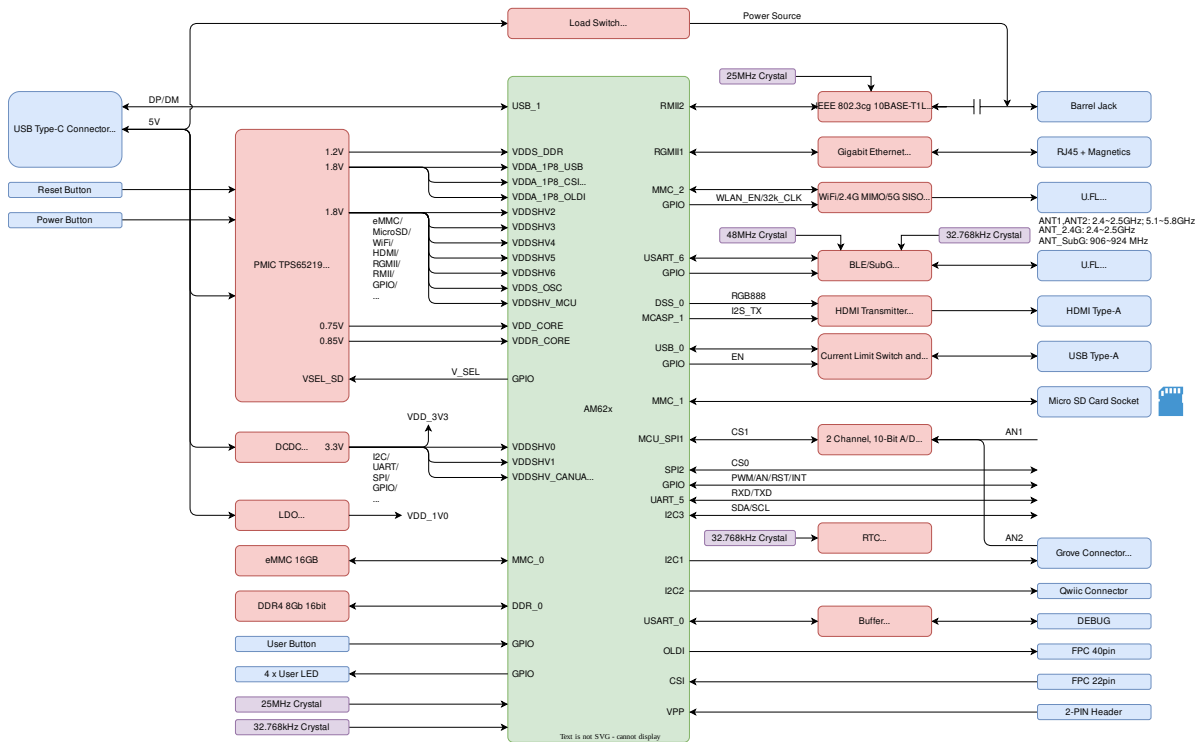 Load Switch...
Power Source
25MHz Crystal
USB Type-C Connector...
DP/DM
5V
USB_1
RMII2
IEEE 802.3cg 10BASE-T1L...
Barrel Jack
1.2V
VDDS_DDR
RGMII1
Gigabit Ethernet...
RJ45 + Magnetics
1.8V
VDDA_1P8_USB
VDDA_1P8_CSI...
VDDA_1P8_OLDI
Reset Button
Power Button
MMC_2
GPIO
WLAN_EN/32k_CLK
WiFi/2.4G MIMO/5G SISO...
U.FL...
ANT1,ANT2: 2.4~2.5GHz; 5.1~5.8GHz
ANT_2.4G: 2.4~2.5GHz
ANT_SubG: 906~924 MHz
1.8V
eMMC/
MicroSD/
WiFi/
HDMI/
RGMII/
RMII/
GPIO/
...
VDDSHV2
VDDSHV3
VDDSHV4
VDDSHV5
VDDSHV6
VDDS_OSC
VDDSHV_MCU
48MHz Crystal
32.768kHz Crystal
USART_6
GPIO
BLE/SubG...
U.FL...
PMIC TPS65219...
DSS_0
RGB888
MCASP_1
I2S_TX
HDMI Transmitter...
HDMI Type-A
0.75V
VDD_CORE
0.85V
VDDR_CORE
USB_0
GPIO
EN
Current Limit Switch and...
USB Type-A
VSEL_SD
V_SEL
GPIO
AM62x
MMC_1
Micro SD Card Socket
VDD_3V3
DCDC...
3.3V
I2C/
UART/
SPI/
GPIO/
...
VDDSHV0
VDDSHV1
VDDSHV_CANUA...
MCU_SPI1
CS1
2 Channel, 10-Bit A/D...
AN1
SPI2
CS0
GPIO
PWM/AN/RST/INT
UART_5
RXD/TXD
I2C3
SDA/SCL
LDO...
VDD_1V0
32.768kHz Crystal
RTC...
AN2
Grove Connector...
eMMC 16GB
MMC_0
I2C1
I2C2
Qwiic Connector
DDR4 8Gb 16bit
DDR_0
USART_0
Buffer...
DEBUG
User Button
GPIO
OLDI
FPC 40pin
4 x User LED
GPIO
CSI
FPC 22pin
25MHz Crystal
VPP
2-PIN Header
32.768kHz Crystal
Text is not SVG - cannot display